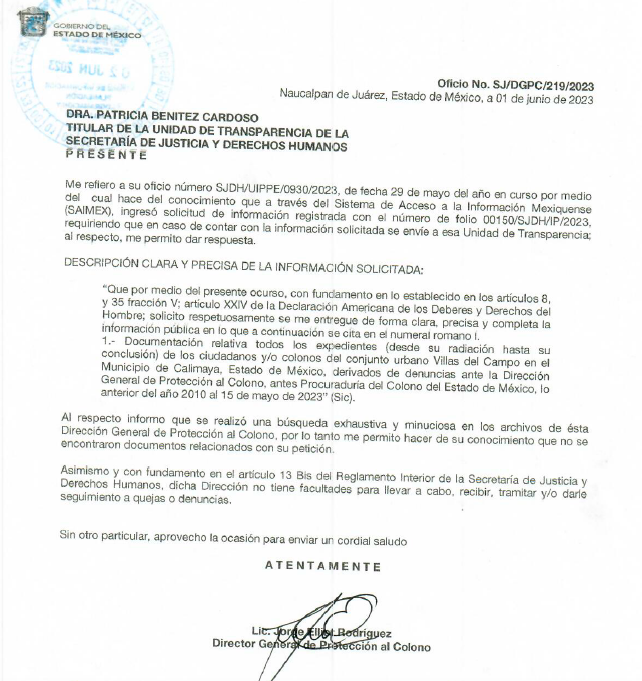 GOBIERNO DEL
ESTADO DE MÉXICO
0 2 JUN 2023
Oficio No. SJ/DGPC/219/2023
Naucalpan de Juárez, Estado de México, a 01 de junio de 2023
DRA. PATRICIA BENITEZ CARDOSO
TITULAR DE LA UNIDAD DE TRANSPARENCIA DE LA
SECRETARÍA DE JUSTICIA Y DERECHOS HUMANOS
P R E S E N T E
Me refiero a su oficio número SJDH/UIPPE/0930/2023, de fecha 29 de mayo del año en curso por medio
del cual hace del conocimiento que a través del Sistema de Acceso a la Información Mexiquense
(SAIMEX), ingresó solicitud de información registrada con el número de folio 00150/SJDH/IP/2023,
requiriendo que en caso de contar con la información solicitada se envíe a esa Unidad de Transparencia;
al respecto, me permito dar respuesta.
DESCRIPCIÓN CLARA Y PRECISA DE LA INFORMACIÓN SOLICITADA:
"Que por medio del presente ocurso, con fundamento en lo establecido en los artículos 8,
y 35 fracción V; artículo XXIV de la Declaración Americana de los Deberes y Derechos del
Hombre; solicito respetuosamente se me entregue de forma clara, precisa y completa la
información pública en lo que a continuación se cita en el numeral romano I.
1.- Documentación relativa todos los expedientes (desde su radiación hasta su
conclusión) de los ciudadanos y/o colonos del conjunto urbano Villas del Campo en el
Municipio de Calimaya, Estado de México, derivados de denuncias ante la Dirección
General de Protección al Colono, antes Procuraduría del Colono del Estado de México, lo
anterior del año 2010 al 15 de mayo de 2023" (Sic).
Al respecto informo que se realizó una búsqueda exhaustiva y minuciosa en los archivos de ésta
Dirección General de Protección al Colono, por lo tanto me permito hacer de su conocimiento que no se
encontraron documentos relacionados con su petición.
Asimismo y con fundamento en el artículo 13 Bis del Reglamento Interior de la Secretaría de Justicia y
Derechos Humanos, dicha Dirección no tiene facultades para llevar a cabo, recibir, tramitar y/o darle
seguimiento a quejas o denuncias.
Sin otro particular, aprovecho la ocasión para enviar un cordial saludo
A T E N T A M E N T E
Lic. Jorge Elliot Rodríguez
Director General de Protección al Colono